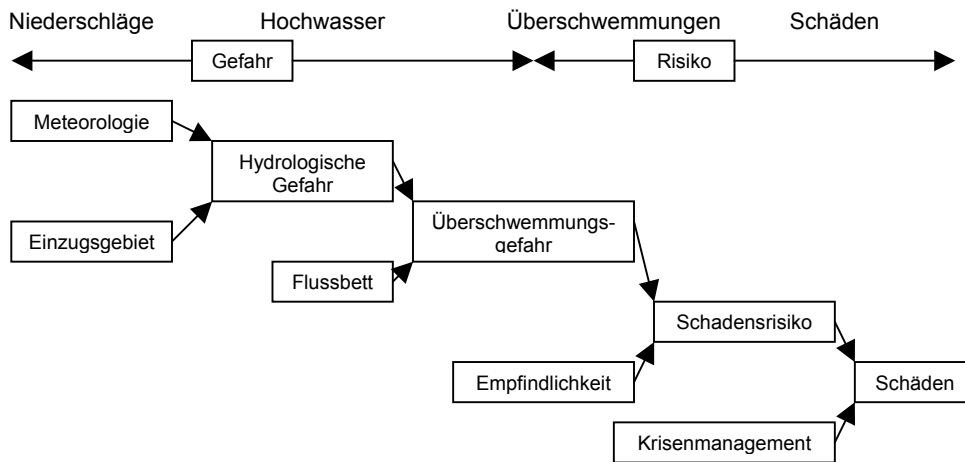 Niederschläge Hochwasser Überschwemmungen Schäden
Gefahr Risiko
Meteorologie
Hydrologische
Gefahr
Einzugsgebiet
Überschwemmungs-
gefahr
Flussbett
Schadensrisiko
Empfindlichkeit
Schäden
Krisenmanagement